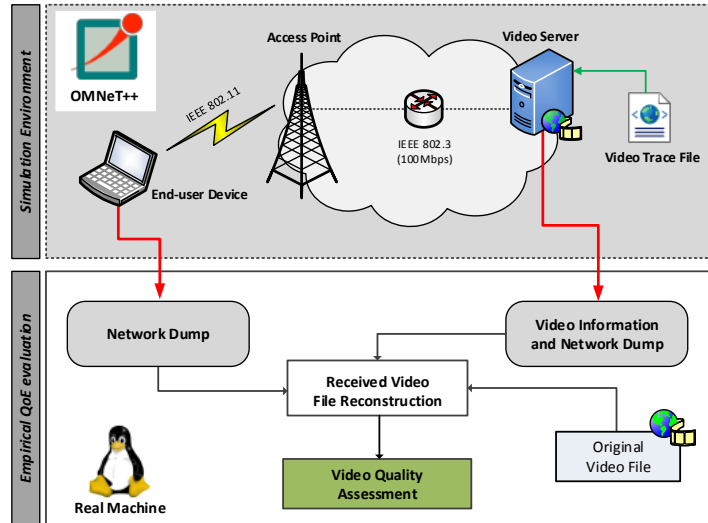 Simulation Environment
OMNeT++
IEEE 802.11
Access Point
Video Server
IEEE 802.3
(100Mbps)
Video Trace File
End-user Device
Empirical QoE evaluation
Network Dump
Video Information
and Network Dump
Received Video
File Reconstruction
Original
Video File
Video Quality
Assessment
Real Machine